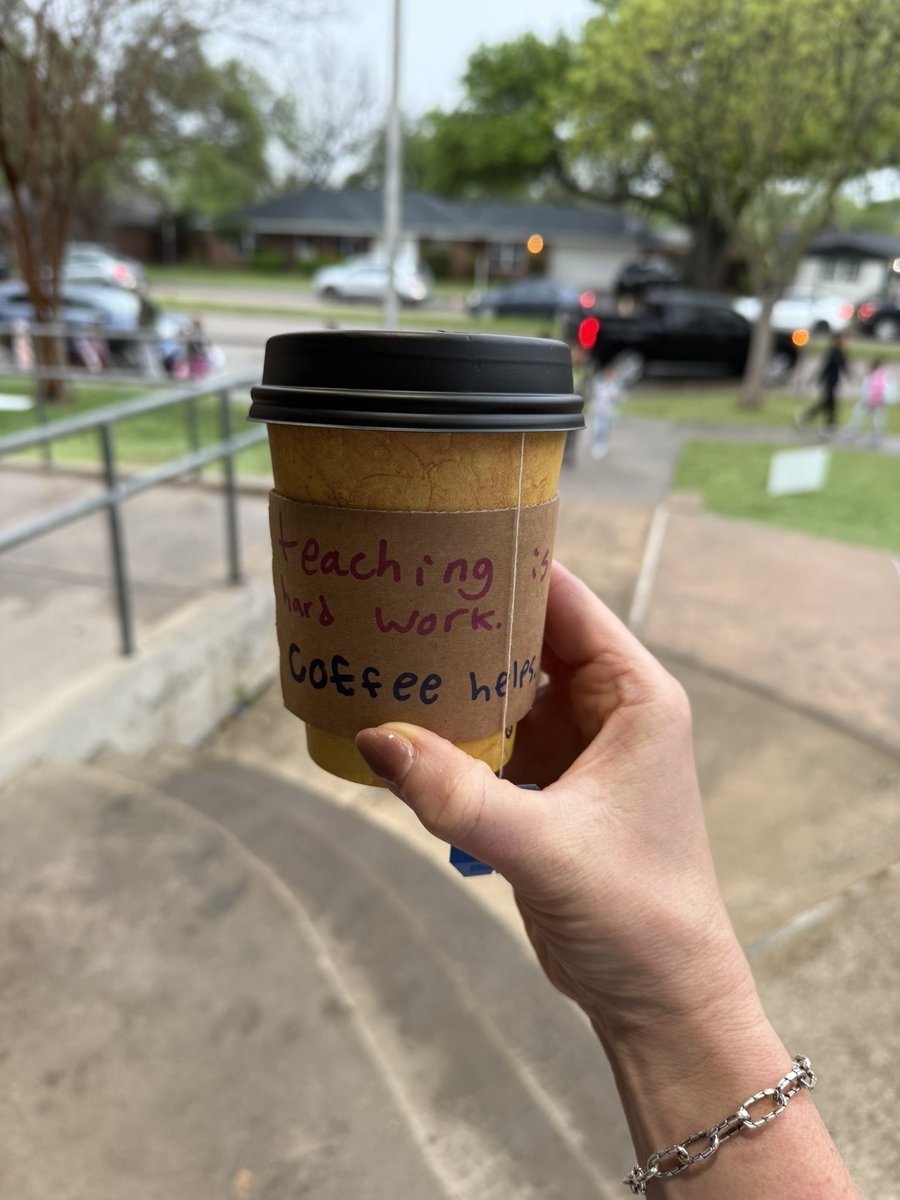 teaching is
hard work.
Coffee helps.